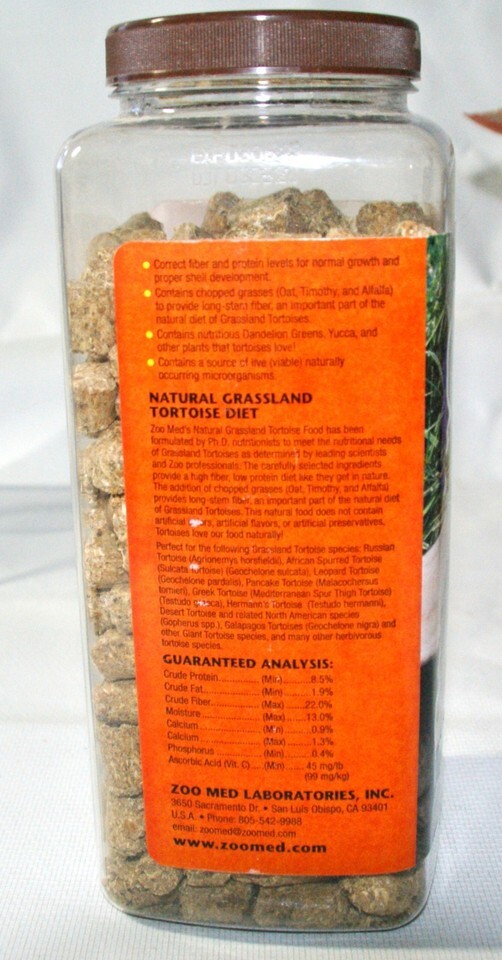 Correct fiber and protein levels for normal growth and
proper shell development.
Contains chopped grasses (Oat, Timothy, and Alfalfa)
to provide long-stem fiber, an important part of the
natural diet of Grassland Tortoises.
Contains nutritious Dandelion Greens, Yucca, and
other plants that tortoises love!
Contains a source of live (viable) naturally
occurring microorganisms.
NATURAL GRASSLAND
TORTOISE DIET
Zoo Med's Natural Grassland Tortoise Food has been
formulated by Ph.D. nutritionists to meet the nutritional needs
of Grassland Tortoises as determined by leading scientists
and Zoo professionals. The carefully selected ingredients
provide a high fiber, low protein diet like they get in nature.
The addition of chopped grasses (Oat, Timothy, and Alfalfa)
provides long-stem fiber, an important part of the natural diet
of Grassland Tortoises. This natural food does not contain
artificial colors, artificial flavors, or artificial preservatives.
Tortoises love our food naturally!
Perfect for the following Grassland Tortoise species: Russian
Tortoise (Agrionemys horsfieldii), African Spurred Tortoise
(Sulcata Tortoise) (Geochelone sulcata), Leopard Tortoise
(Geochelone pardalis), Pancake Tortoise (Malacochersus
tornieri), Greek Tortoise (Mediterranean Spur Thigh Tortoise)
(Testudo graeca), Hermann's Tortoise (Testudo hermanni),
Desert Tortoise and related North American species
(Gopherus spp.), Galapagos Tortoises (Geochelone nigra) and
other Giant Tortoise species, and many other herbivorous
tortoise species.
GUARANTEED ANALYSIS:
Crude Protein..............(Min)........8.5%
Crude Fat...................(Min)........1.9%
Crude Fiber.................(Max)......22.0%
Moisture.....................(Max)......13.0%
Calcium......................(Min)........0.9%
Calcium......................(Max)........1.3%
Phosphorus................(Min)........0.4%
Ascorbic Acid (Vit. C)....(Min)......45 mg/lb
(99 mg/kg)
ZOO MED LABORATORIES, INC.
3650 Sacramento Dr. • San Luis Obispo, CA 93401
U.S.A. • Phone: 805-542-9988
email: zoomed@zoomed.com
www.zoomed.com